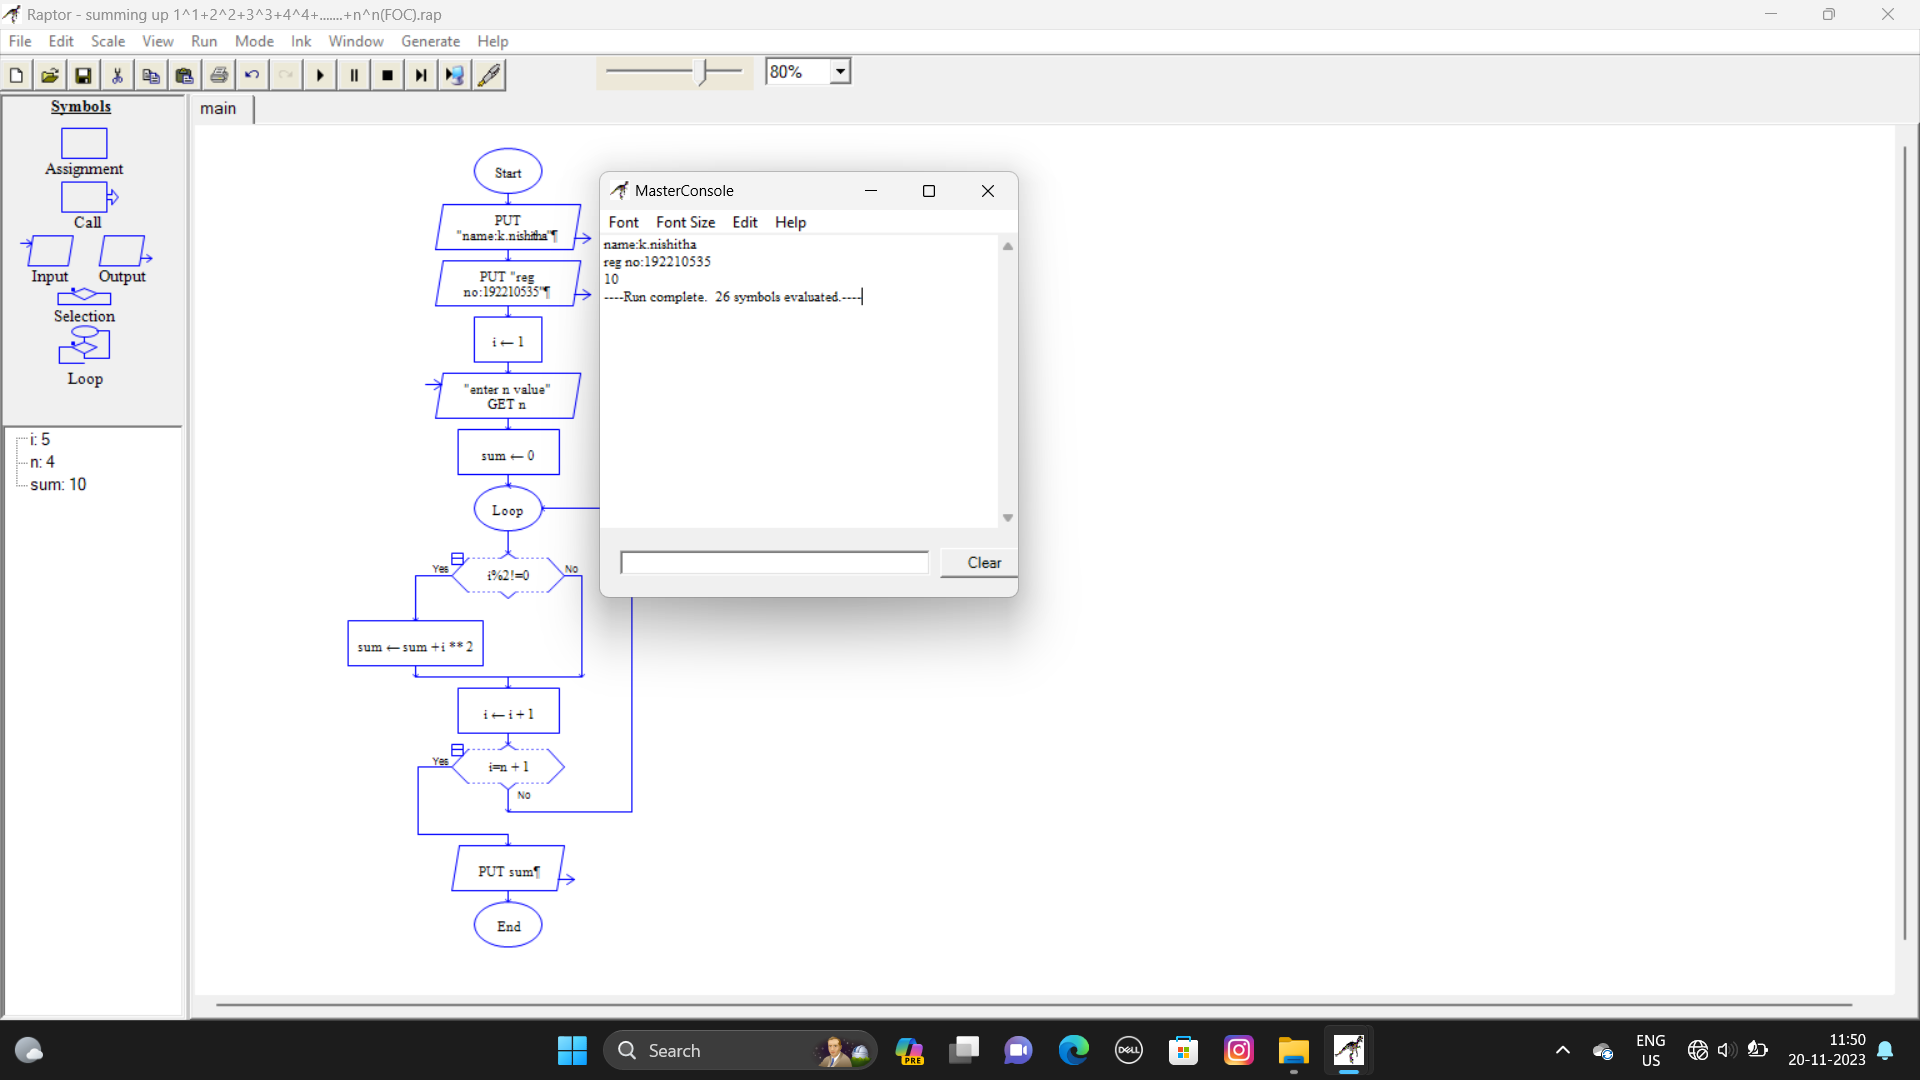 Raptor - summing up 1^1+2^2+3^3+4^4+.......+n^n(FOC).rap
File Edit Scale View Run Mode Ink Window Generate Help
80%
Symbols
Assignment
Call
Input Output
Selection
Loop
i: 5
n: 4
sum: 10
main
Start
PUT
"name:k.nishitha"¶
PUT "reg
no:192210535"¶
i ← 1
"enter n value"
GET n
sum ← 0
Loop
Yes i%2!=0 No
sum ← sum + i ** 2
i ← i + 1
Yes i=n + 1
No
PUT sum¶
End
MasterConsole
Font Font Size Edit Help
name:k.nishitha
reg no:192210535
10
----Run complete.  26 symbols evaluated.----
Clear
Search
PRE
DELL
ENG
US
11:50
20-11-2023